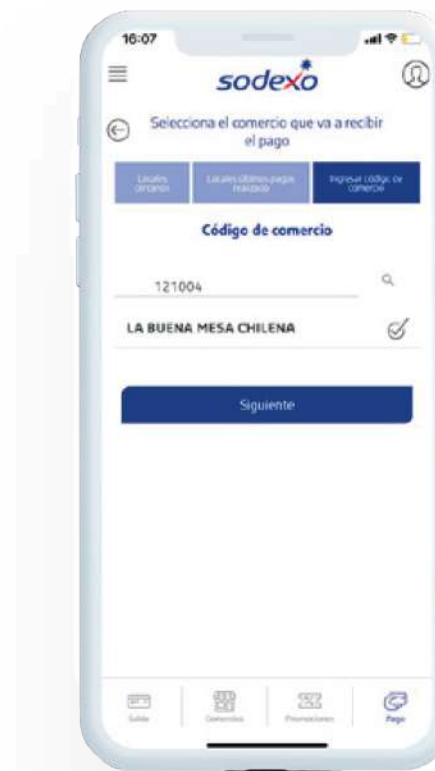 16:07
sodexo
Selecciona el comercio que va a recibir
el pago
Locales
cercanos
Locales últimos pagos
realizados
Ingresar código de
comercio
Código de comercio
121004
LA BUENA MESA CHILENA
Siguiente
Saldo
Comercios
Promociones
Pago